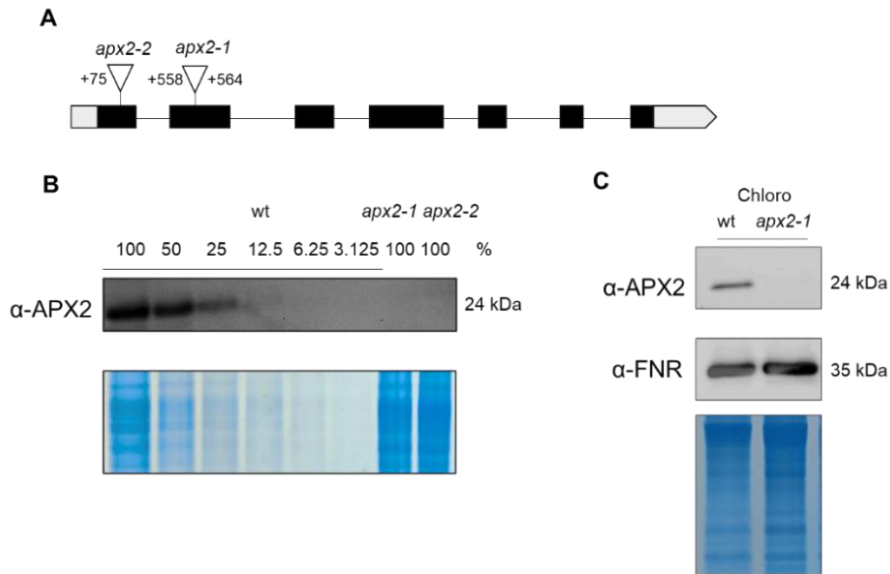 A
apx2-2 apx2-1
+75 +558 +564
B
wt apx2-1 apx2-2
100 50 25 12.5 6.25 3.125 100 100 %
α-APX2 24 kDa
C
Chloro
wt apx2-1
α-APX2 24 kDa
α-FNR 35 kDa